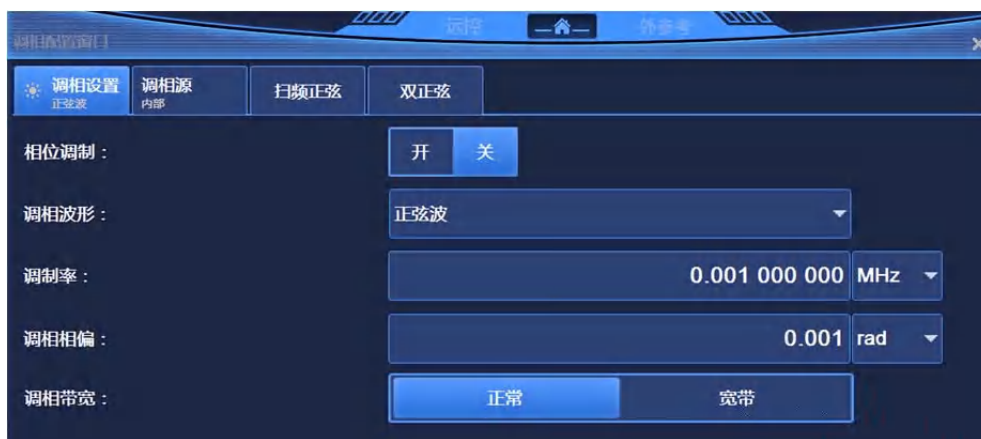 远控
外参考
调相配置窗口
调相设置
正弦波
调相源
内部
扫频正弦
双正弦
相位调制：
开
关
调相波形：
正弦波
调制率：
0.001 000 000
MHz
调相相偏：
0.001
rad
调相带宽：
正常
宽带